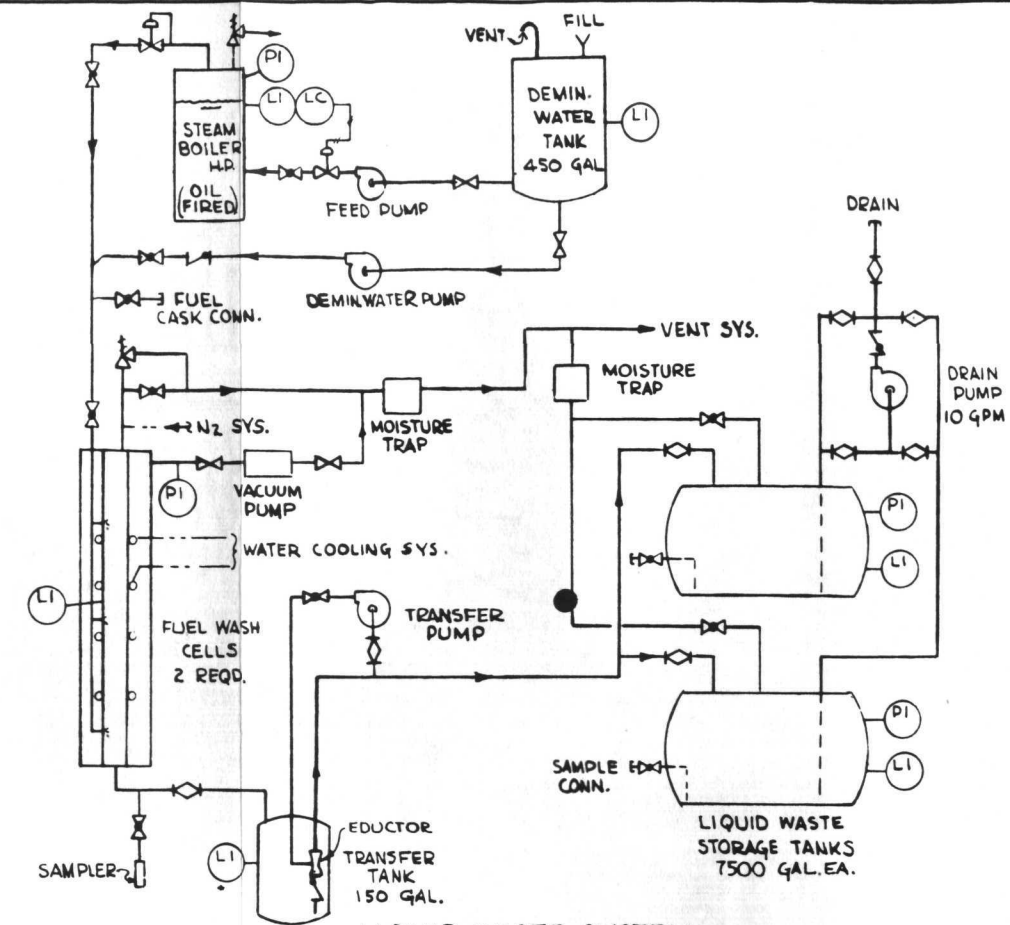 VENT
FILL
PI
LI
LC
STEAM
BOILER
H.P.
(OIL
FIRED)
DEMIN.
WATER
TANK
450 GAL
LI
FEED PUMP
DRAIN
DEMIN.WATER PUMP
FUEL
CASK CONN.
VENT SYS.
MOISTURE
TRAP
DRAIN
PUMP
10 GPM
N2 SYS.
MOISTURE
TRAP
PI
VACUUM
PUMP
PI
LI
WATER COOLING SYS.
LI
FUEL WASH
CELLS
2 REQD.
TRANSFER
PUMP
PI
LI
SAMPLE
CONN.
LIQUID WASTE
STORAGE TANKS
7500 GAL.EA.
SAMPLER
LI
EDUCTOR
TRANSFER
TANK
150 GAL.